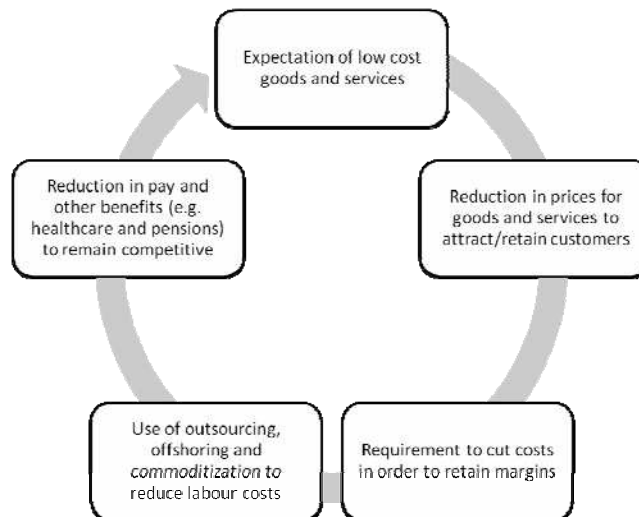 Expectation of low cost
goods and services
Reduction in prices for
goods and services to
attract/retain customers
Requirement to cut costs
in order to retain margins
Use of outsourcing,
offshoring and
commoditization to
reduce labour costs
Reduction in pay and
other benefits (e.g.
healthcare and pensions)
to remain competitive